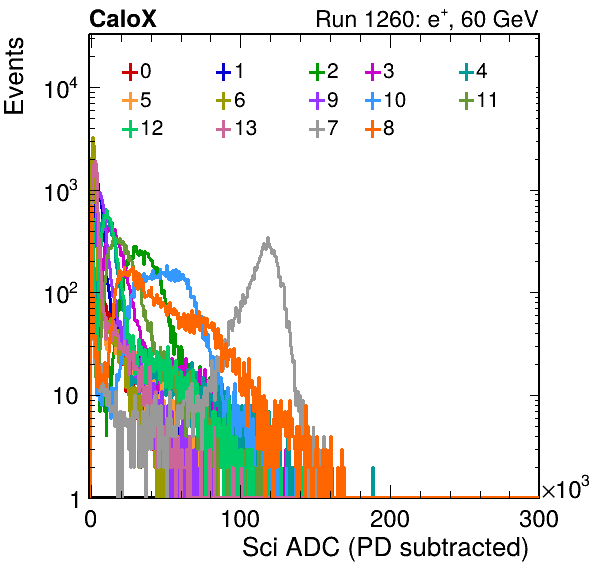 CaloX Run 1260: e⁺, 60 GeV
Events
0 1 2 3 4
5 6 9 10 11
12 13 7 8
10⁴
10³
10²
10
1
0 100 200 300
×10³
Sci ADC (PD subtracted)